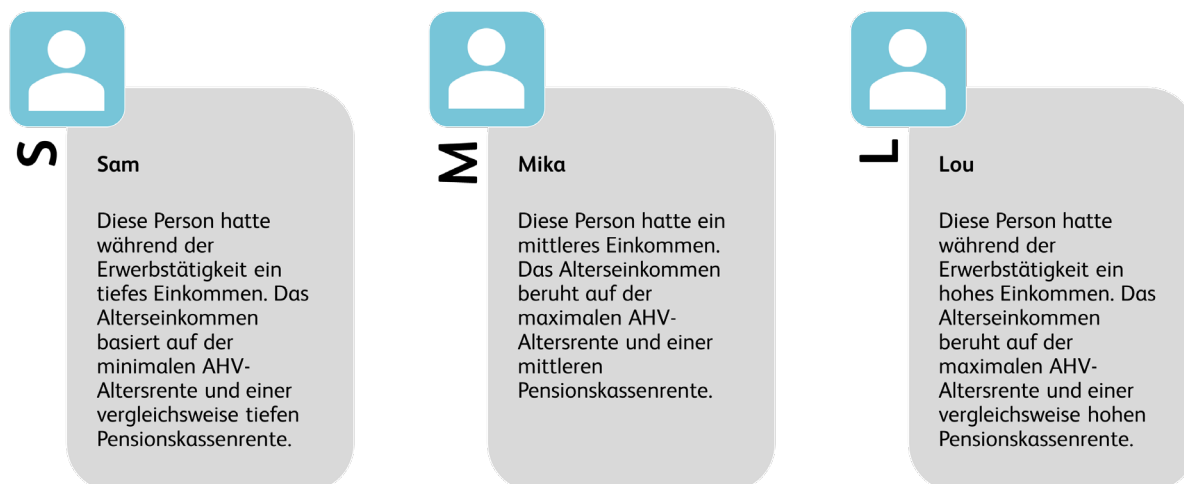 S
Sam
Diese Person hatte
während der
Erwerbstätigkeit ein
tiefes Einkommen. Das
Alterseinkommen
basiert auf der
minimalen AHV-
Altersrente und einer
vergleichsweise tiefen
Pensionskassenrente.
M
Mika
Diese Person hatte ein
mittleres Einkommen.
Das Alterseinkommen
beruht auf der
maximalen AHV-
Altersrente und einer
mittleren
Pensionskassenrente.
L
Lou
Diese Person hatte
während der
Erwerbstätigkeit ein
hohes Einkommen. Das
Alterseinkommen
beruht auf der
maximalen AHV-
Altersrente und einer
vergleichsweise hohen
Pensionskassenrente.